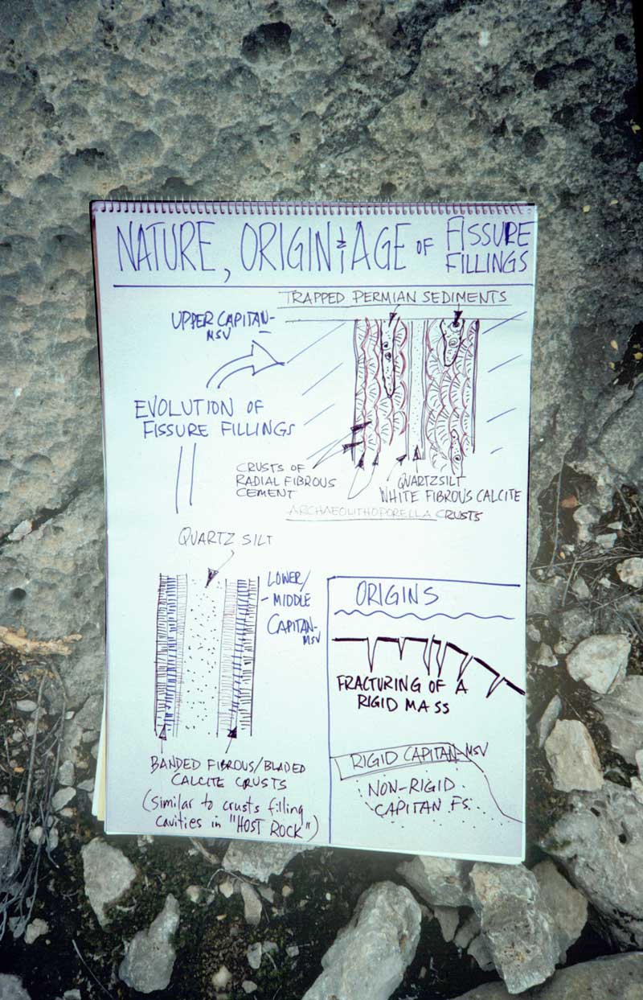 NATURE, ORIGIN & AGE OF FISSURE
FILLINGS
TRAPPED PERMIAN SEDIMENTS
UPPER CAPITAN-
MSV
EVOLUTION OF
FISSURE FILLINGS
CRUSTS OF
RADIAL FIBROUS
CEMENT
QUARTZSILT
WHITE FIBROUS CALCITE
ARCHAEOLITHOPORELLA CRUSTS
QUARTZ SILT
LOWER/
MIDDLE
CAPITAN-
MSV
BANDED FIBROUS/BLADED
CALCITE CRUSTS
(similar to crusts filling
cavities in "HOST ROCK")
ORIGINS
FRACTURING OF A
RIGID MASS
RIGID CAPITAN-MSV
NON-RIGID
CAPITAN FS.